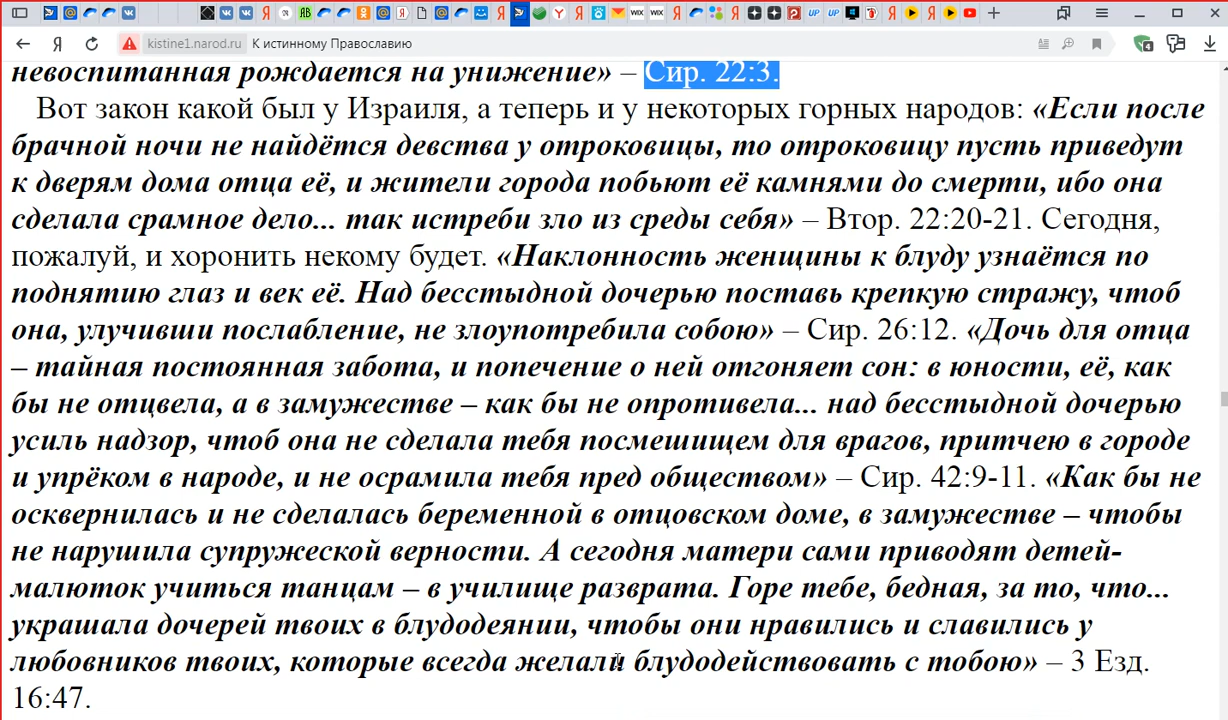 kistine1.narod.ru К истинному Православию
невоспитанная рождается на унижение» – Сир. 22:3.
Вот закон какой был у Израиля, а теперь и у некоторых горных народов: «Если после
брачной ночи не найдётся девства у отроковицы, то отроковицу пусть приведут
к дверям дома отца её, и жители города побьют её камнями до смерти, ибо она
сделала срамное дело... так истреби зло из среды себя» – Втор. 22:20-21. Сегодня,
пожалуй, и хоронить некому будет. «Наклонность женщины к блуду узнаётся по
поднятию глаз и век её. Над бесстыдной дочерью поставь крепкую стражу, чтоб
она, улучивши послабление, не злоупотребила собою» – Сир. 26:12. «Дочь для отца
– тайная постоянная забота, и попечение о ней отгоняет сон: в юности, её, как
бы не отцвела, а в замужестве – как бы не опротивела... над бесстыдной дочерью
усиль надзор, чтоб она не сделала тебя посмешищем для врагов, притчею в городе
и упрёком в народе, и не осрамила тебя пред обществом» – Сир. 42:9-11. «Как бы не
осквернилась и не сделалась беременной в отцовском доме, в замужестве – чтобы
не нарушила супружеской верности. А сегодня матери сами приводят детей-
малюток учиться танцам – в училище разврата. Горе тебе, бедная, за то, что...
украшала дочерей твоих в блудодеянии, чтобы они нравились и славились у
любовников твоих, которые всегда желали блудодействовать с тобою» – 3 Езд.
16:47.